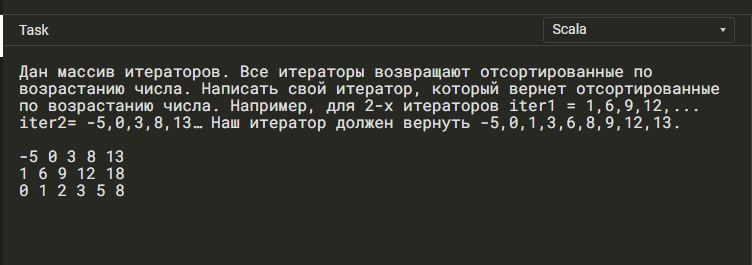 Task
Scala
Дан массив итераторов. Все итераторы возвращают отсортированные по
возрастанию числа. Написать свой итератор, который вернет отсортированные
по возрастанию числа. Например, для 2-х итераторов iter1 = 1,6,9,12,...
iter2= -5,0,3,8,13… Наш итератор должен вернуть -5,0,1,3,6,8,9,12,13.
-5 0 3 8 13
1 6 9 12 18
0 1 2 3 5 8